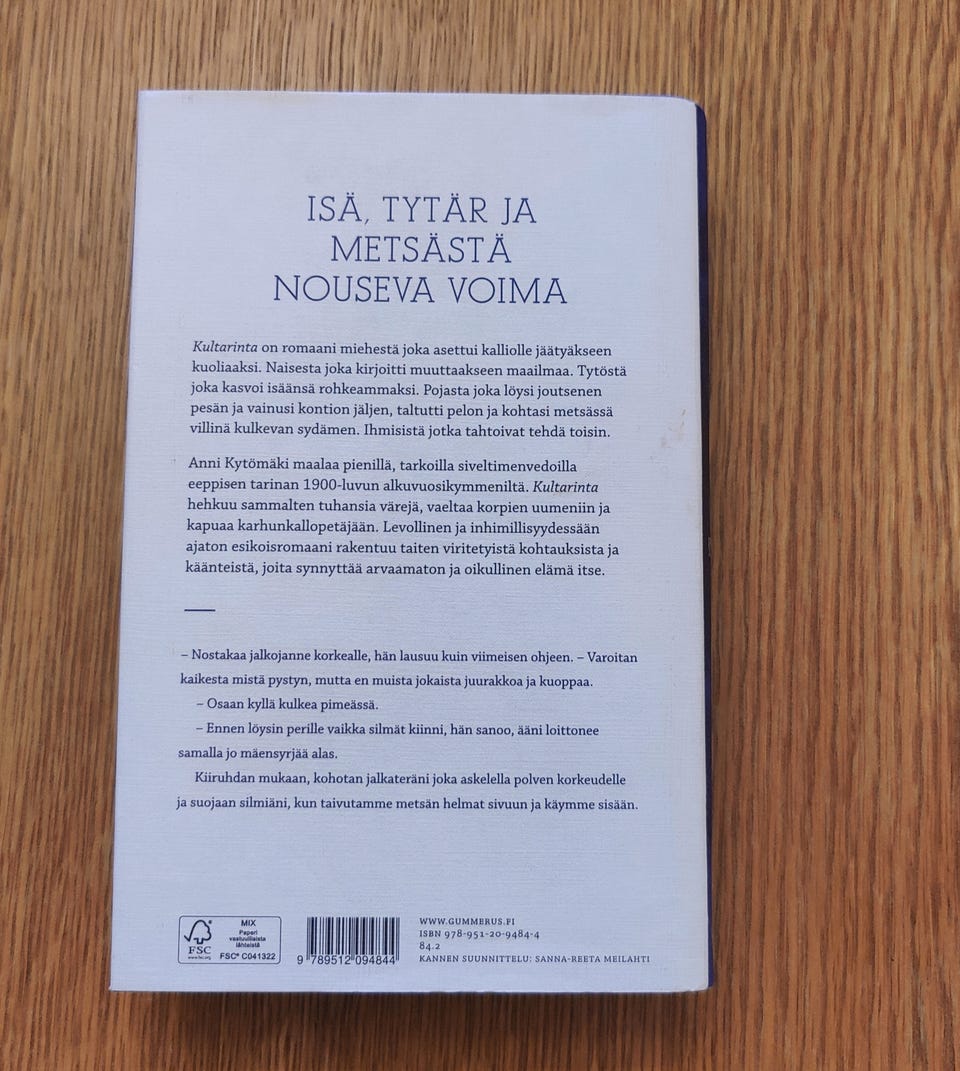 ISÄ, TYTÄR JA
METSÄSTÄ
NOUSEVA VOIMA
Kultarinta on romaani miehestä joka asettui kalliolle jäätyäkseen
kuoliaaksi. Naisesta joka kirjoitti muuttaakseen maailmaa. Tytöstä
joka kasvoi isäänsä rohkeammaksi. Pojasta joka löysi joutsenen
pesän ja vainusi kontion jäljen, taltutti pelon ja kohtasi metsässä
villinä kulkevan sydämen. Ihmisistä jotka tahtoivat tehdä toisin.
Anni Kytömäki maalaa pienillä, tarkoilla siveltimenvedoilla
eeppisen tarinan 1900-luvun alkuvuosikymmeniltä. Kultarinta
hehkuu sammalten tuhansia värejä, vaeltaa korpien uumeniin ja
kapuaa karhunkallopetäjään. Levollinen ja inhimillisyydessään
ajaton esikoisromaani rakentuu taiten viritetyistä kohtauksista ja
käänteistä, joita synnyttää arvaamaton ja oikullinen elämä itse.
– Nostakaa jalkojanne korkealle, hän lausuu kuin viimeisen ohjeen. – Varoitan
kaikesta mistä pystyn, mutta en muista jokaista juurakkoa ja kuoppaa.
– Osaan kyllä kulkea pimeässä.
– Ennen löysin perille vaikka silmät kiinni, hän sanoo, ääni loittonee
samalla jo mäensyrjää alas.
Kiiruhdan mukaan, kohotan jalkateräni joka askelella polven korkeudelle
ja suojaan silmiäni, kun taivutamme metsän helmat sivuun ja käymme sisään.
FSC
www.fsc.org
MIX
Paperi
vastuullisista
lähteistä
FSC® C041322
9 789512 094844
WWW.GUMMERUS.FI
ISBN 978-951-20-9484-4
84.2
KANNEN SUUNNITTELU: SANNA-REETA MEILAHTI